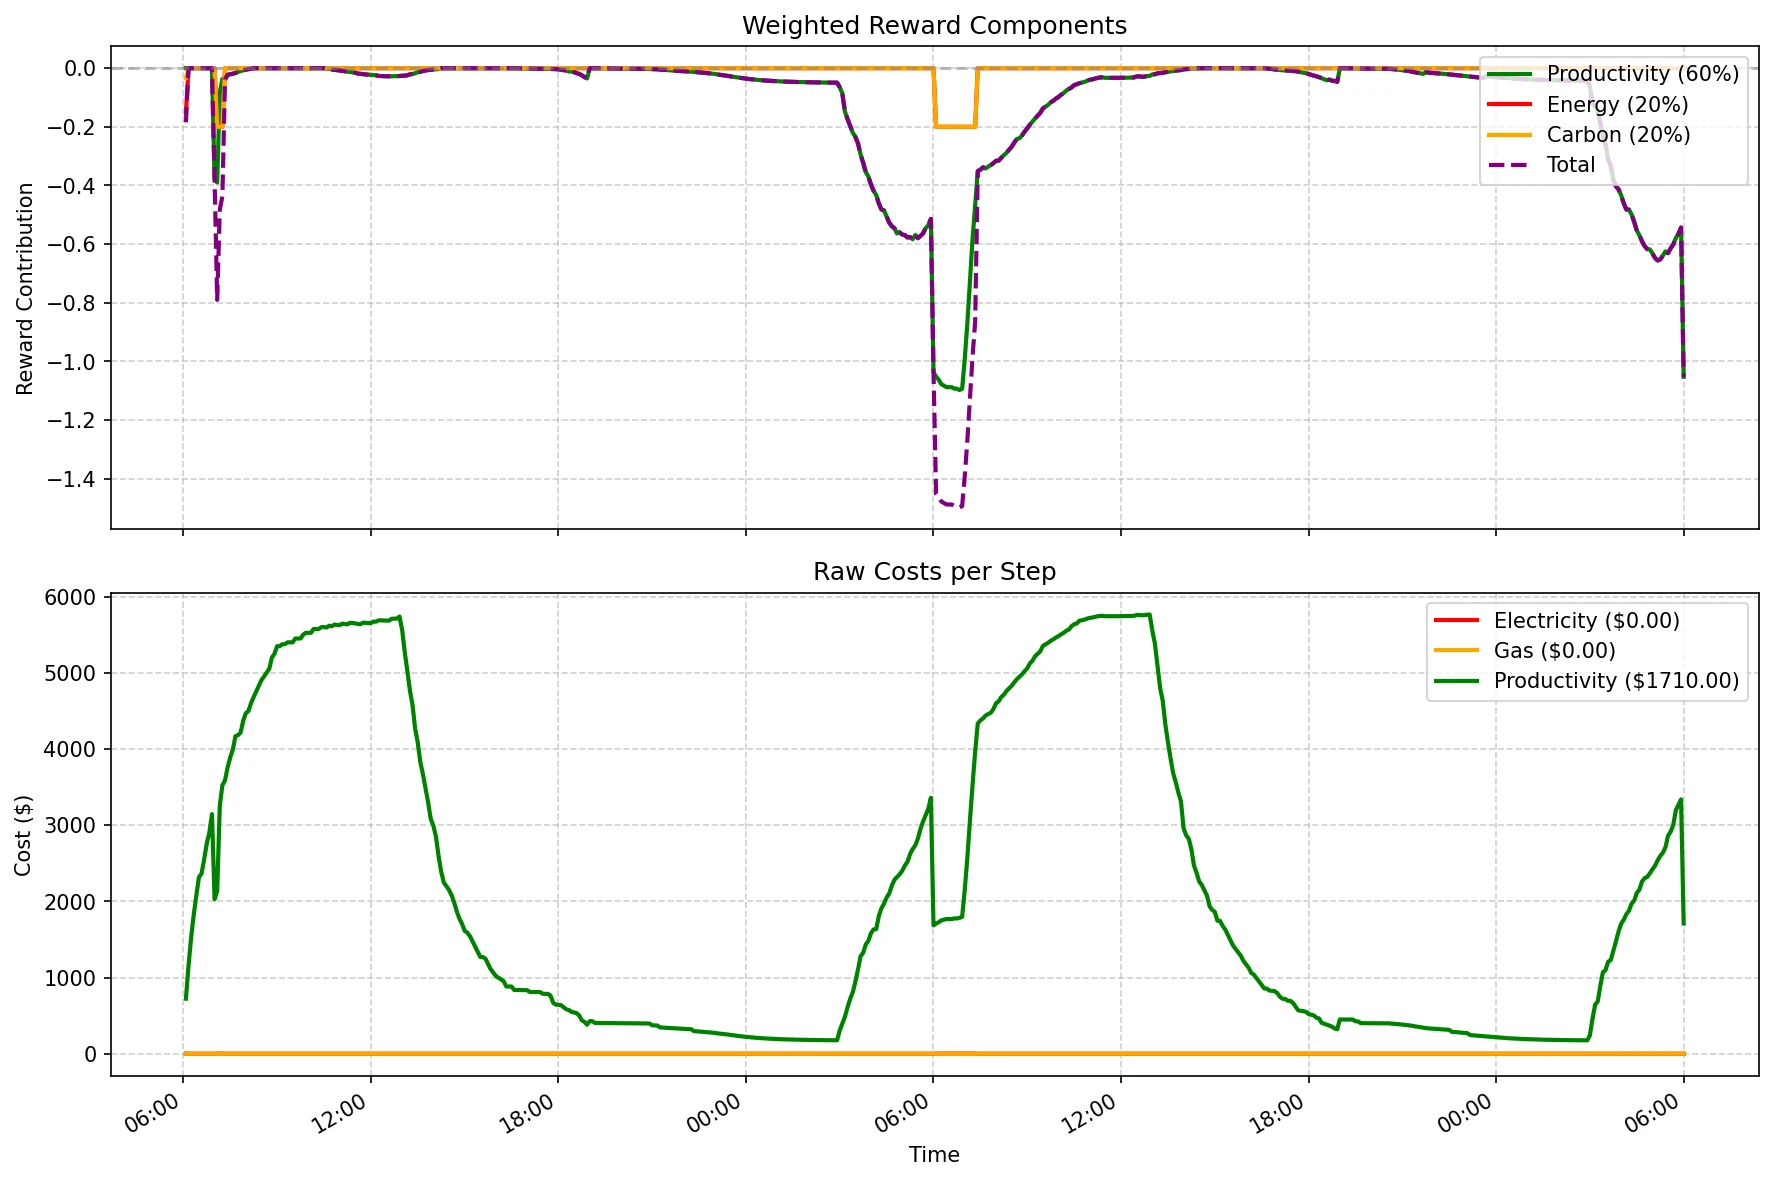 Weighted Reward Components
0.0
−0.2
−0.4
−0.6
−0.8
−1.0
−1.2
−1.4
Reward Contribution
Productivity (60%)
Energy (20%)
Carbon (20%)
Total
Raw Costs per Step
6000
5000
4000
3000
2000
1000
0
Cost ($)
Electricity ($0.00)
Gas ($0.00)
Productivity ($1710.00)
06:00
12:00
18:00
00:00
06:00
12:00
18:00
00:00
06:00
Time